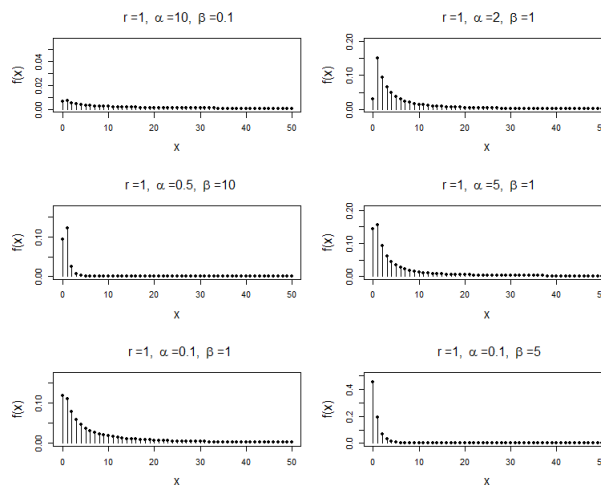 r =1, α =10, β =0.1
f(x)
0.00 0.02 0.04
0 10 20 30 40 50
x
r =1, α =2, β =1
f(x)
0.00 0.10 0.20
0 10 20 30 40 50
x
r =1, α =0.5, β =10
f(x)
0.00 0.10
0 10 20 30 40 50
x
r =1, α =5, β =1
f(x)
0.00 0.10 0.20
0 10 20 30 40 50
x
r =1, α =0.1, β =1
f(x)
0.00 0.10
0 10 20 30 40 50
x
r =1, α =0.1, β =5
f(x)
0.0 0.2 0.4
0 10 20 30 40 50
x